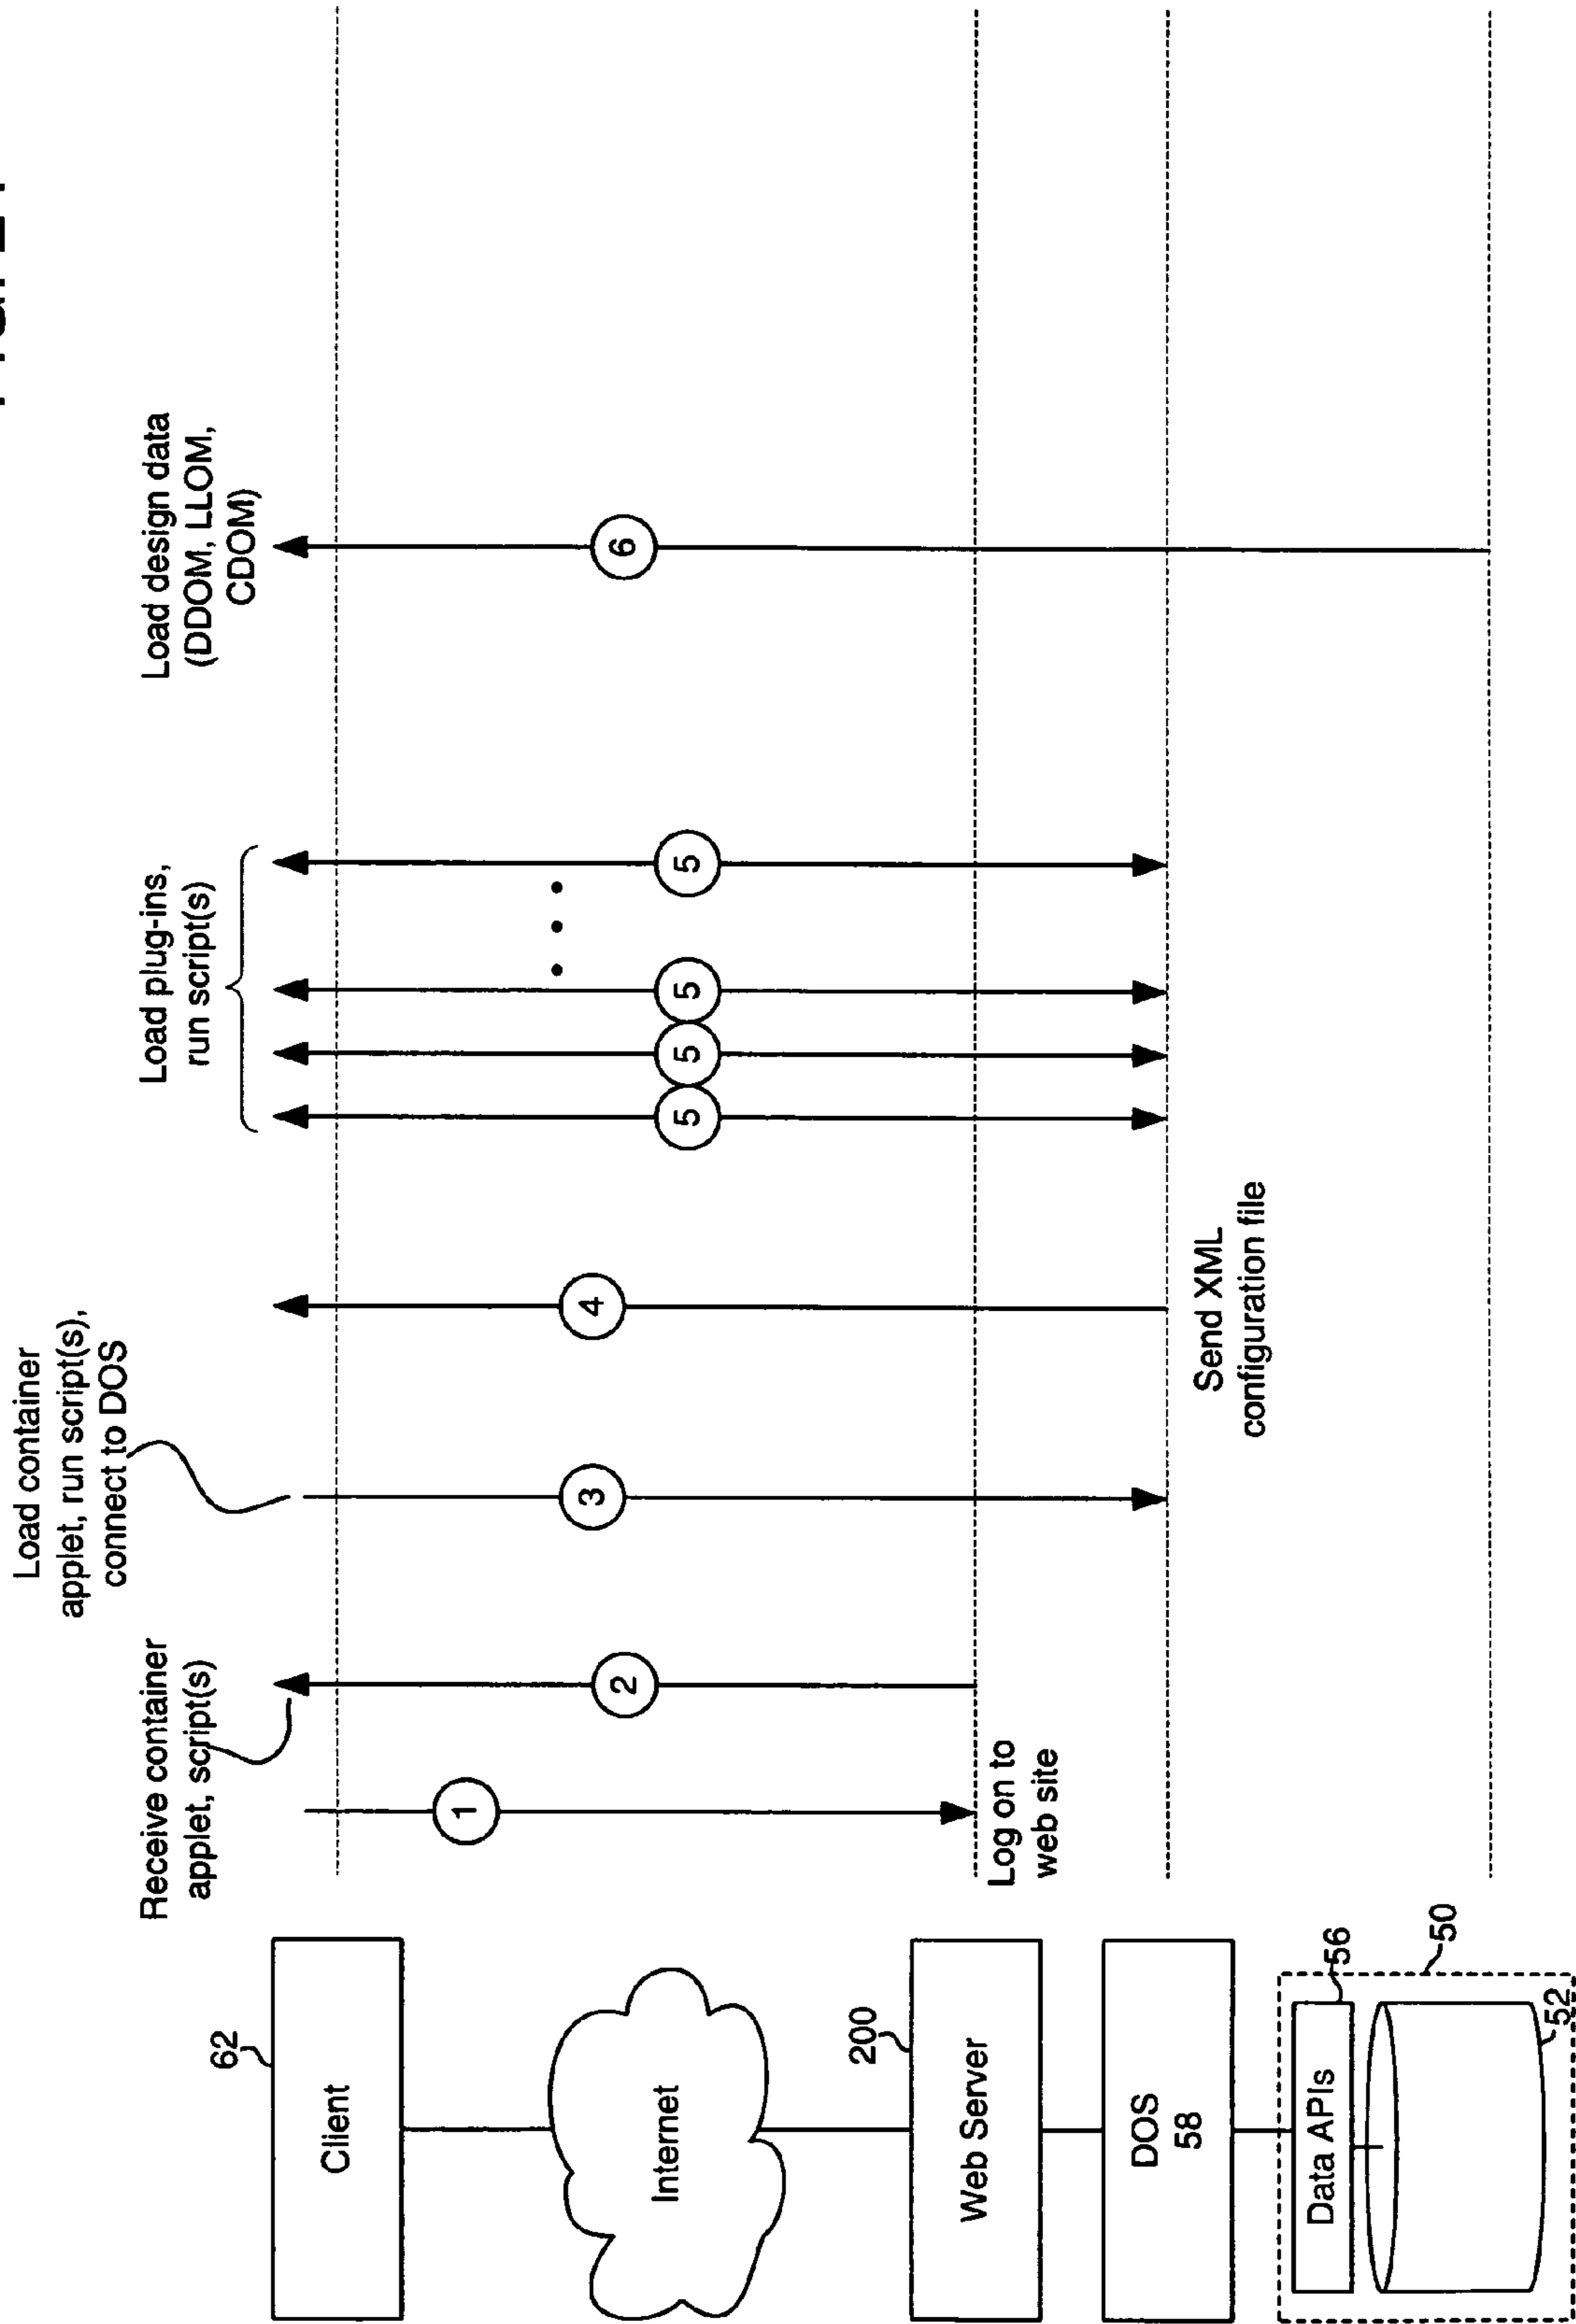 Load container
applet, run script(s),
connect to DOS
Receive container
applet, script(s)
Load plug-ins,
run script(s)
Load design data
(DDOM, LLOM,
CDOM)
62
Client
Internet
1
2
3
4
5
5
5
5
6
200
Web Server
Log on to
web site
DOS
58
Send XML
configuration file
Data APIs
56
50
52